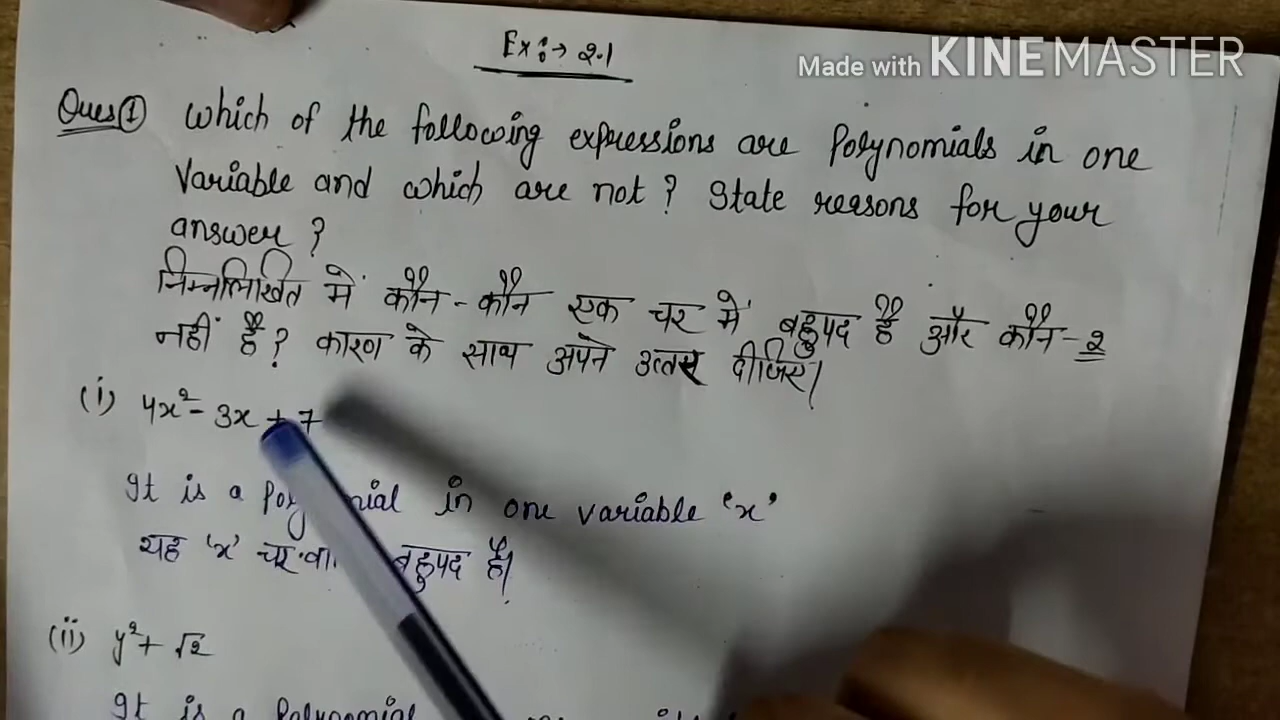 Ex:→ 2.1
Made with KINEMASTER
Ques① Which of the following expressions are Polynomials in one
Variable and which are not? State reasons for your
answer?
निम्नलिखित में कौन-कौन एक चर में बहुपद हैं और कौन-2
नहीं हैं? कारण के साथ अपने उत्तर दीजिए।
(i) 4x² - 3x + 7
It is a in one variable 'x'
यह 'x' चर बहुपद है।
(ii) y² + √2
It is a Polynomial